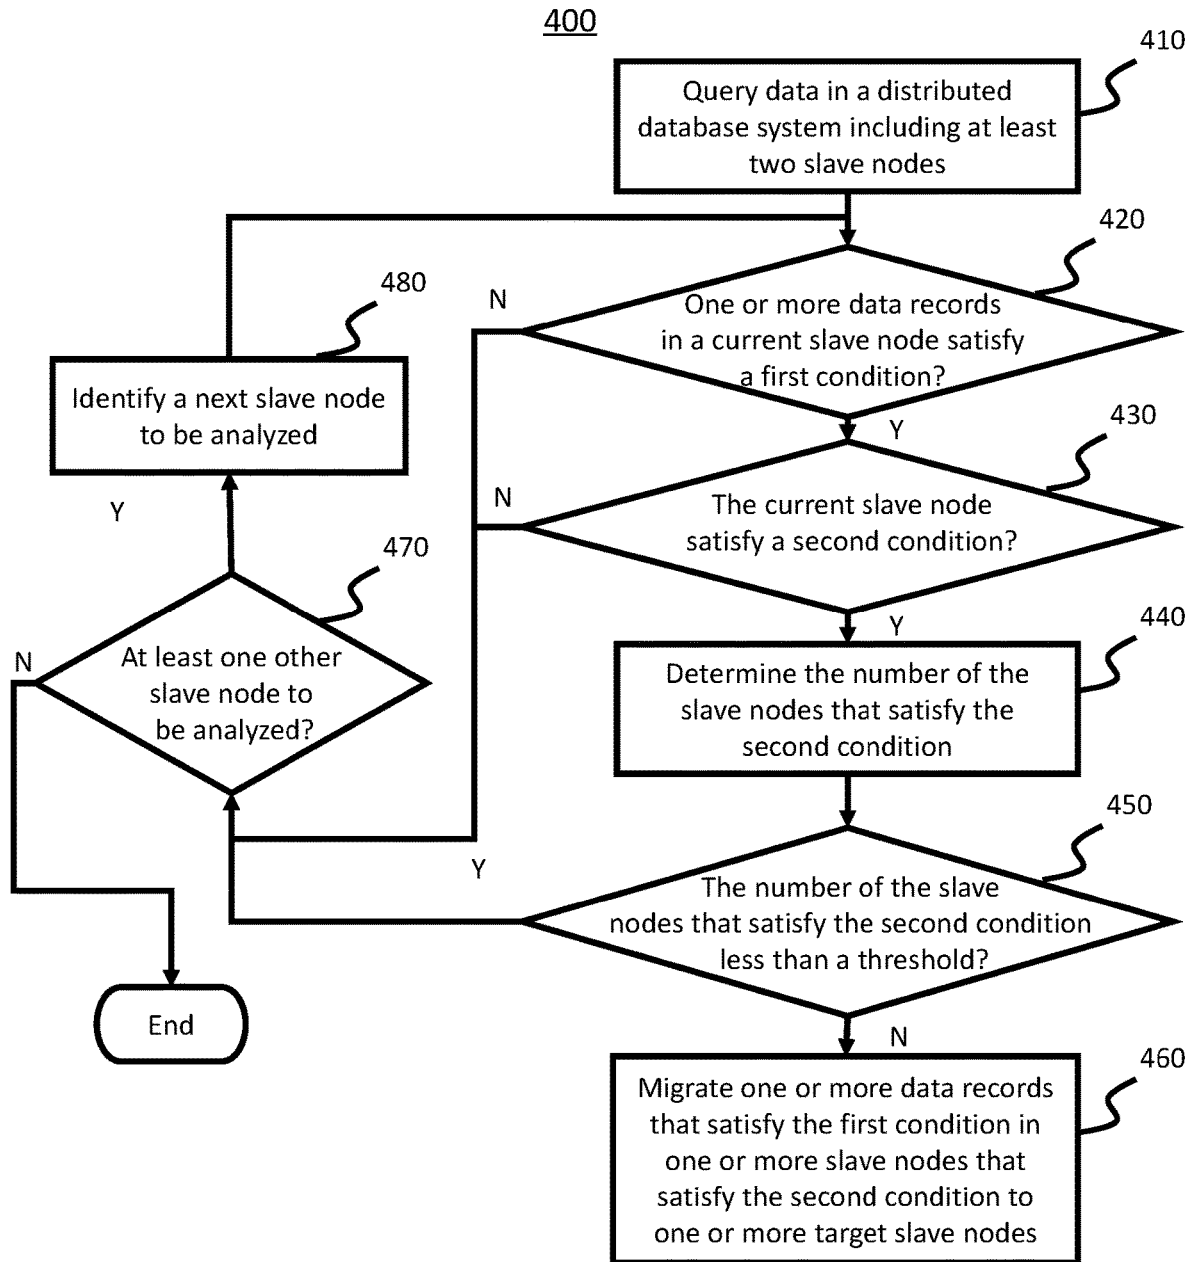 400
410
Query data in a distributed
database system including at least
two slave nodes
420
One or more data records
in a current slave node satisfy
a first condition?
N
Y
480
Identify a next slave node
to be analyzed
430
The current slave node
satisfy a second condition?
N
Y
Y
470
At least one other
slave node to
be analyzed?
N
440
Determine the number of the
slave nodes that satisfy the
second condition
450
The number of the slave
nodes that satisfy the second condition
less than a threshold?
Y
N
End
460
Migrate one or more data records
that satisfy the first condition in
one or more slave nodes that
satisfy the second condition to
one or more target slave nodes